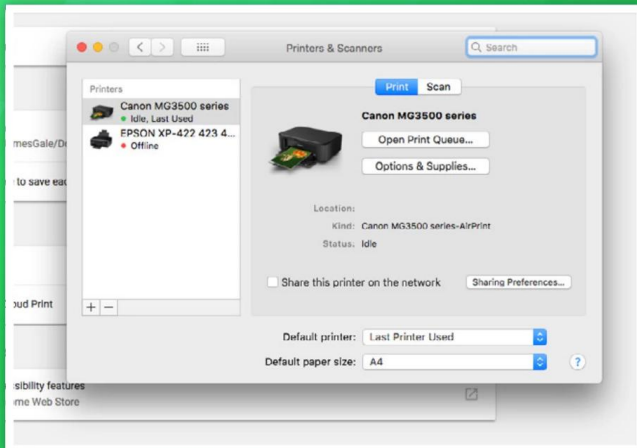 Printers & Scanners
Search
Printers
Canon MG3500 series
Idle, Last Used
EPSON XP-422 423 4...
Offline
Print Scan
Canon MG3500 series
Open Print Queue...
Options & Supplies...
Location:
Kind: Canon MG3500 series-AirPrint
Status: Idle
Share this printer on the network
Sharing Preferences...
+ −
Default printer: Last Printer Used
Default paper size: A4
?
mesGale/Do
to save eac
oud Print
sibility features
me Web Store